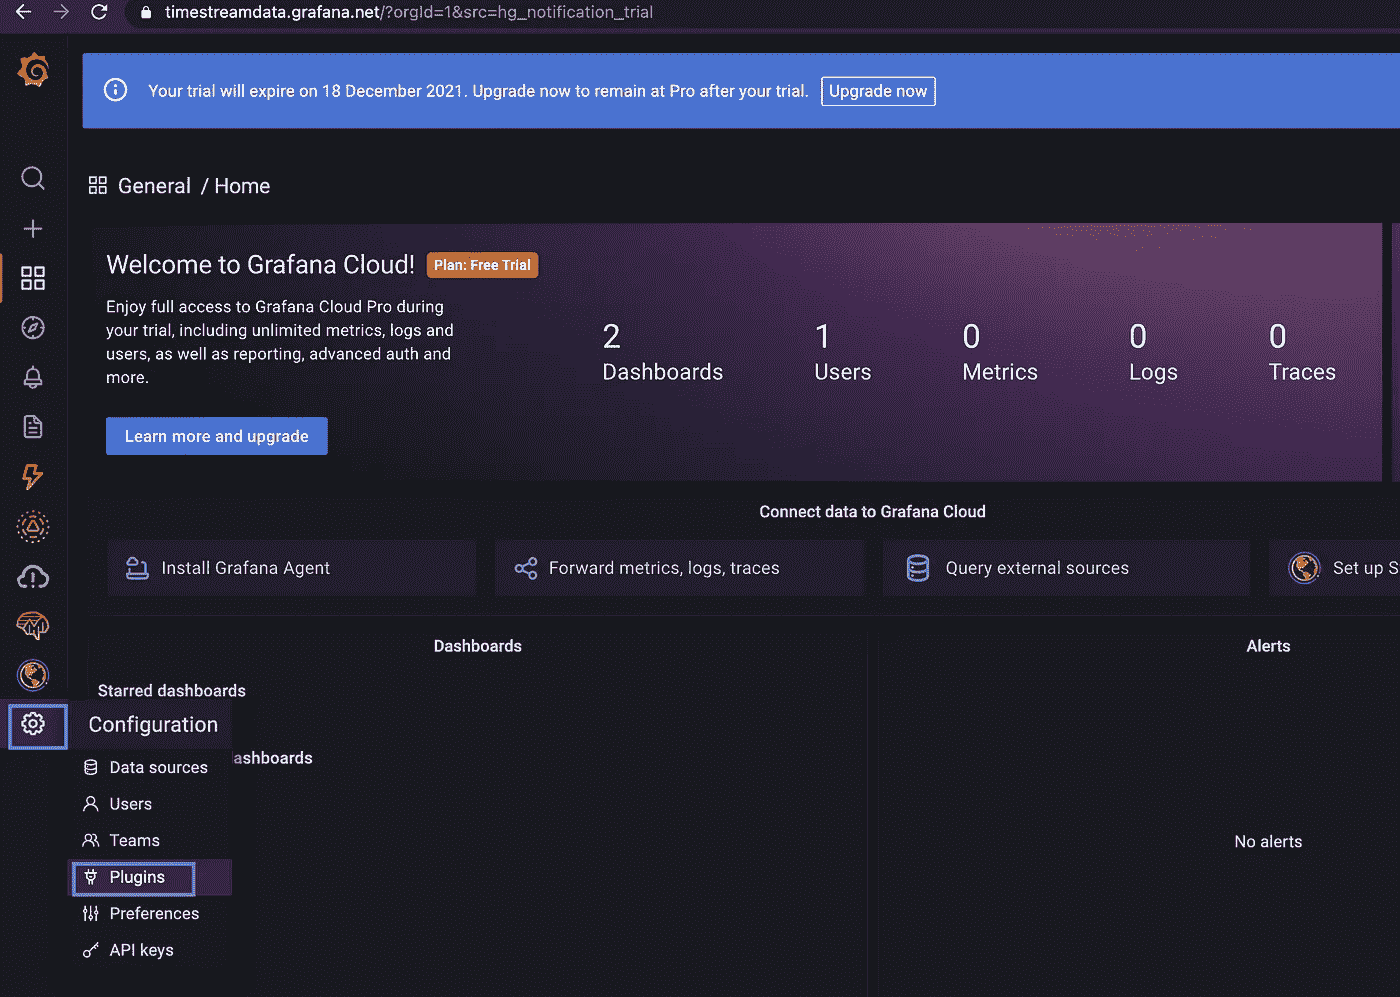 timestreamdata.grafana.net/?orgId=1&src=hg_notification_trial
Your trial will expire on 18 December 2021. Upgrade now to remain at Pro after your trial.
Upgrade now
General / Home
Welcome to Grafana Cloud!
Plan: Free Trial
Enjoy full access to Grafana Cloud Pro during
your trial, including unlimited metrics, logs and
users, as well as reporting, advanced auth and
more.
Learn more and upgrade
2
Dashboards
1
Users
0
Metrics
0
Logs
0
Traces
Connect data to Grafana Cloud
Install Grafana Agent
Forward metrics, logs, traces
Query external sources
Set up S
Dashboards
Alerts
Starred dashboards
ashboards
No alerts
Configuration
Data sources
Users
Teams
Plugins
Preferences
API keys